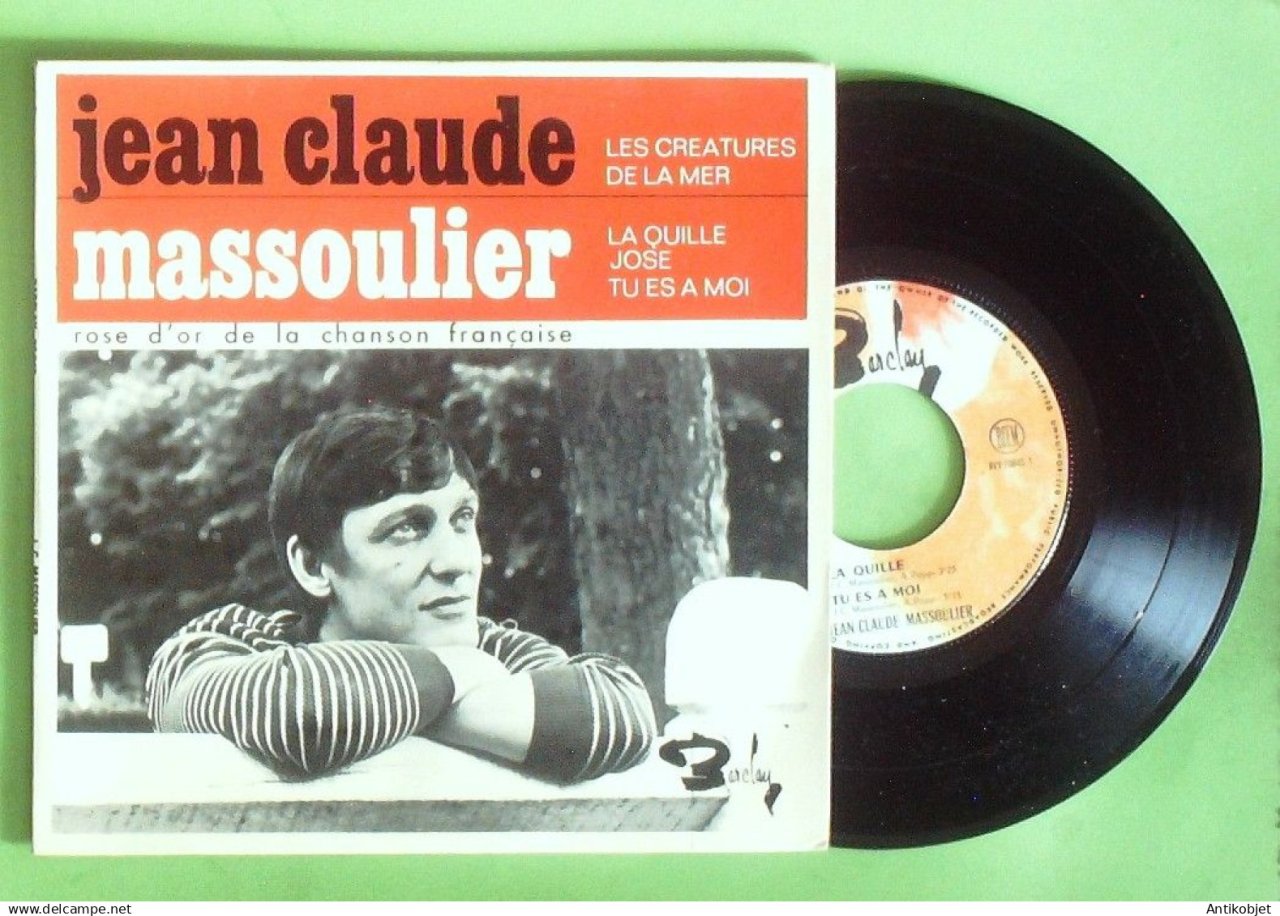 jean claude
massoulier
LES CREATURES
DE LA MER
LA QUILLE
JOSE
TU ES A MOI
rose d'or de la chanson française
Barclay
Barclay
BIEM
LA QUILLE
TU ES A MOI
JEAN CLAUDE MASSOULIER
www.delcampe.net
Antikobjet